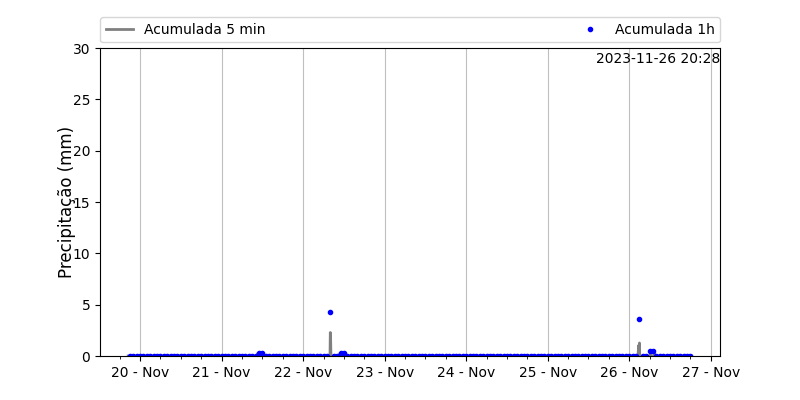 Acumulada 5 min
Acumulada 1h
2023-11-26 20:28
Precipitação (mm)
30
25
20
15
10
5
0
20 - Nov
21 - Nov
22 - Nov
23 - Nov
24 - Nov
25 - Nov
26 - Nov
27 - Nov